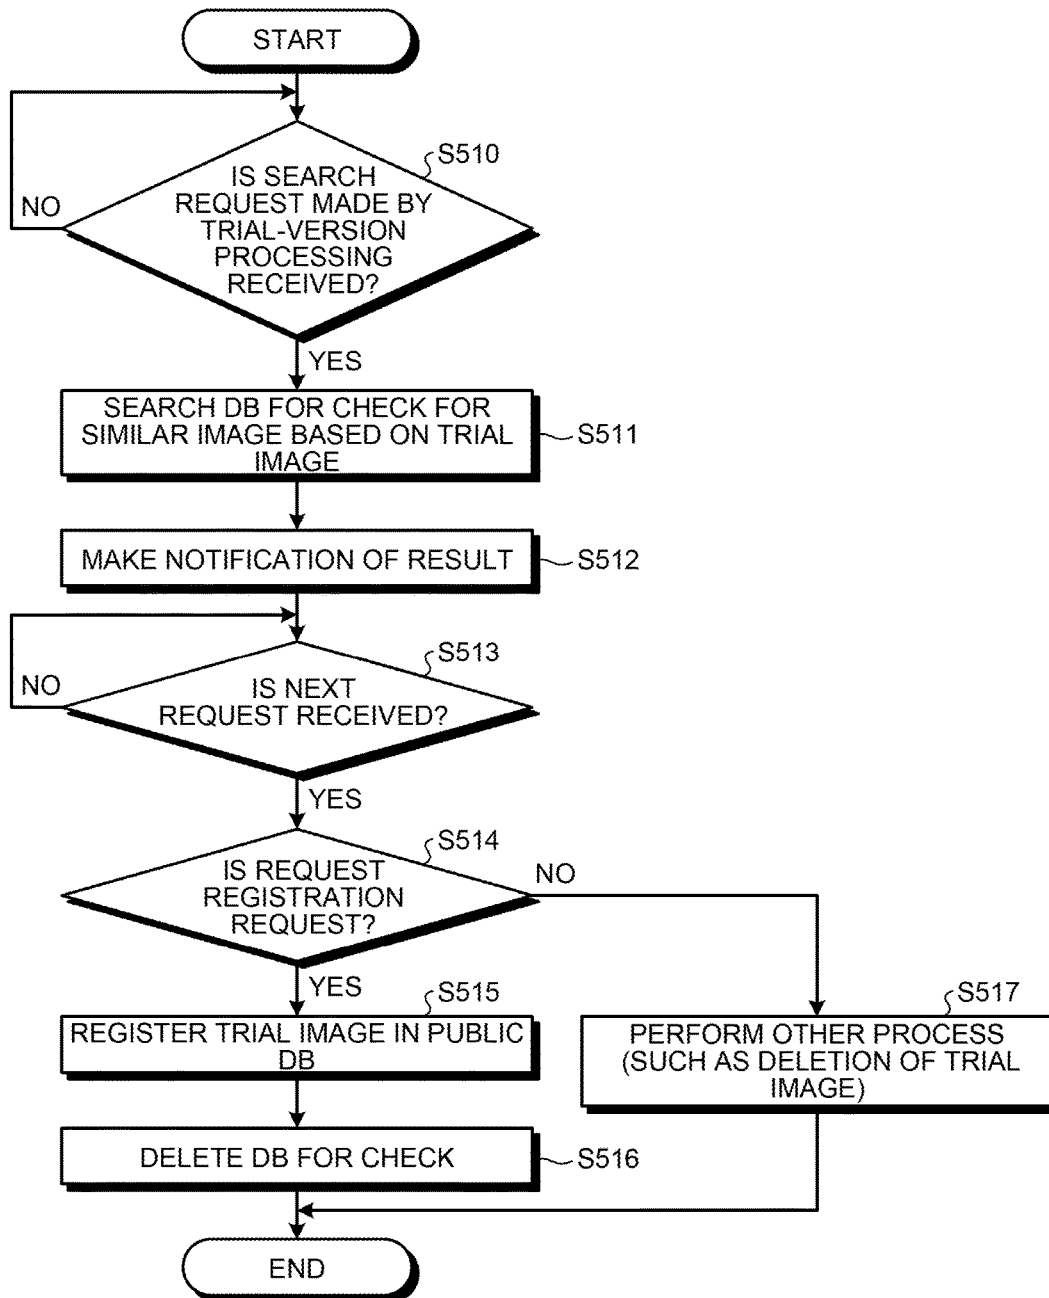 START
S510
IS SEARCH
REQUEST MADE BY
TRIAL-VERSION
PROCESSING
RECEIVED?
NO
YES
SEARCH DB FOR CHECK FOR
SIMILAR IMAGE BASED ON TRIAL
IMAGE
S511
MAKE NOTIFICATION OF RESULT
S512
S513
NO
IS NEXT
REQUEST RECEIVED?
YES
S514
IS REQUEST
REGISTRATION
REQUEST?
NO
YES
S515
REGISTER TRIAL IMAGE IN PUBLIC
DB
S517
PERFORM OTHER PROCESS
(SUCH AS DELETION OF TRIAL
IMAGE)
DELETE DB FOR CHECK
S516
END